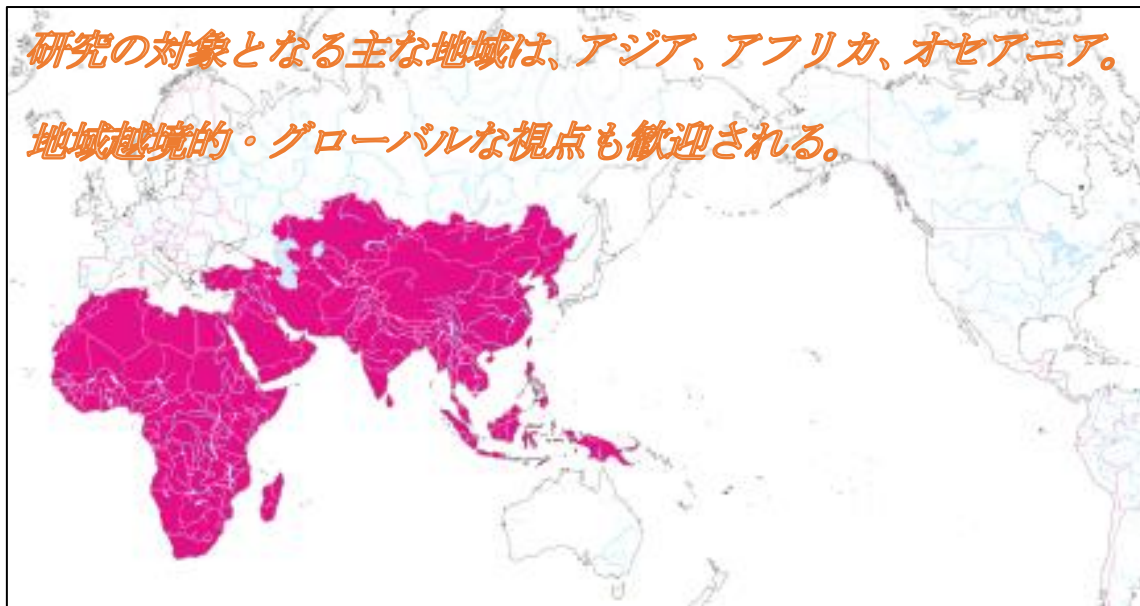 研究の対象となる主な地域は、アジア、アフリカ、オセアニア。
地域越境的・グローバルな視点も歓迎される。